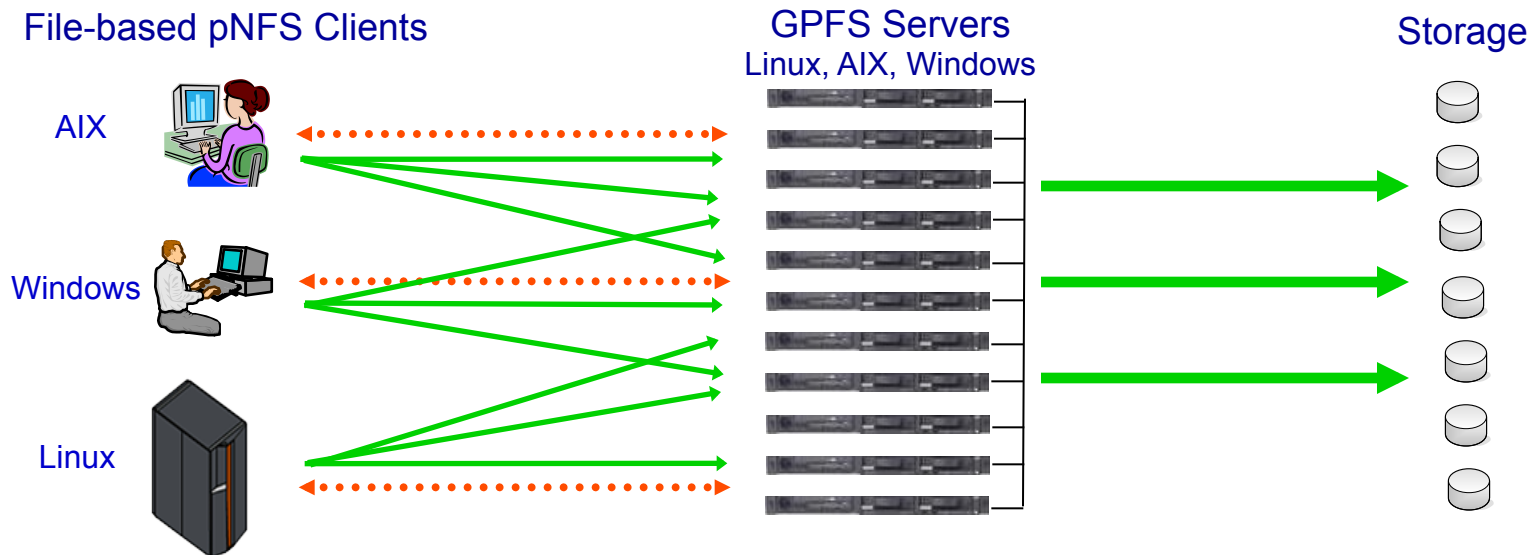 File-based pNFS Clients
GPFS Servers
Linux, AIX, Windows
Storage
AIX
Windows
Linux